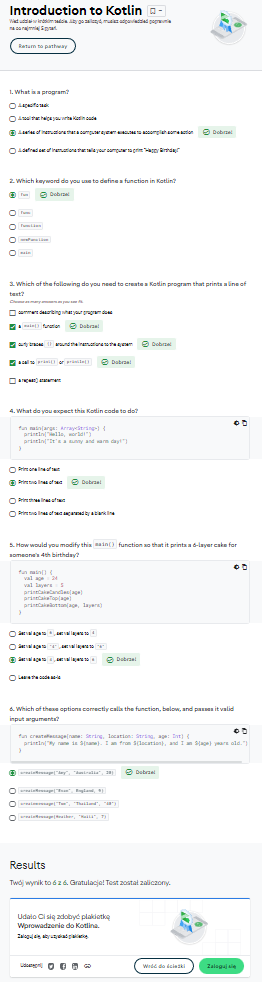 Introduction to Kotlin
Weź udział w krótkim teście. Aby go zaliczyć, musisz odpowiedzieć poprawnie
na co najmniej 5 pytań.
Return to pathway
1. What is a program?
A specific task
A tool that helps you write Kotlin code
A series of instructions that a computer system executes to accomplish some action
Dobrze!
A defined set of instructions that tells your computer to print "Happy Birthday!"
2. Which keyword do you use to define a function in Kotlin?
fun
Dobrze!
func
function
newFunction
main
3. Which of the following do you need to create a Kotlin program that prints a line of
text?
Choose as many answers as you see fit.
comment describing what your program does
a main() function
Dobrze!
curly braces {} around the instructions to the system
Dobrze!
a call to print() or println()
Dobrze!
a repeat() statement
4. What do you expect this Kotlin code to do?
fun main(args: Array<String>) {
println("Hello, world!")
println("It's a sunny and warm day!")
}
Print one line of text
Print two lines of text
Dobrze!
Print three lines of text
Print two lines of text separated by a blank line
5. How would you modify this main() function so that it prints a 6-layer cake for
someone's 4th birthday?
fun main() {
val age = 24
val layers = 5
printCakeCandles(age)
printCakeTop(age)
printCakeBottom(age, layers)
}
Set val age to 6, set val layers to 4
Set val age to "4", set val layers to "6"
Set val age to 4, set val layers to 6
Dobrze!
Leave the code as-is
6. Which of these options correctly calls the function, below, and passes it valid
input arguments?
fun createMessage(name: String, location: String, age: Int) {
println("My name is ${name}. I am from ${location}, and I am ${age} years old.")
}
createMessage("Amy", "Australia", 20)
Dobrze!
createMessage("Evan", England, 9)
createmessage("Tom", "Thailand", "40")
createMessage(Heather, "Haiti", 7)
Results
Twój wynik to 6 z 6. Gratulacje! Test został zaliczony.
Udało Ci się zdobyć plakietkę
Wprowadzenie do Kotlina.
Zaloguj się, aby uzyskać plakietkę.
Udostępnij
Wróć do ścieżki
Zaloguj się